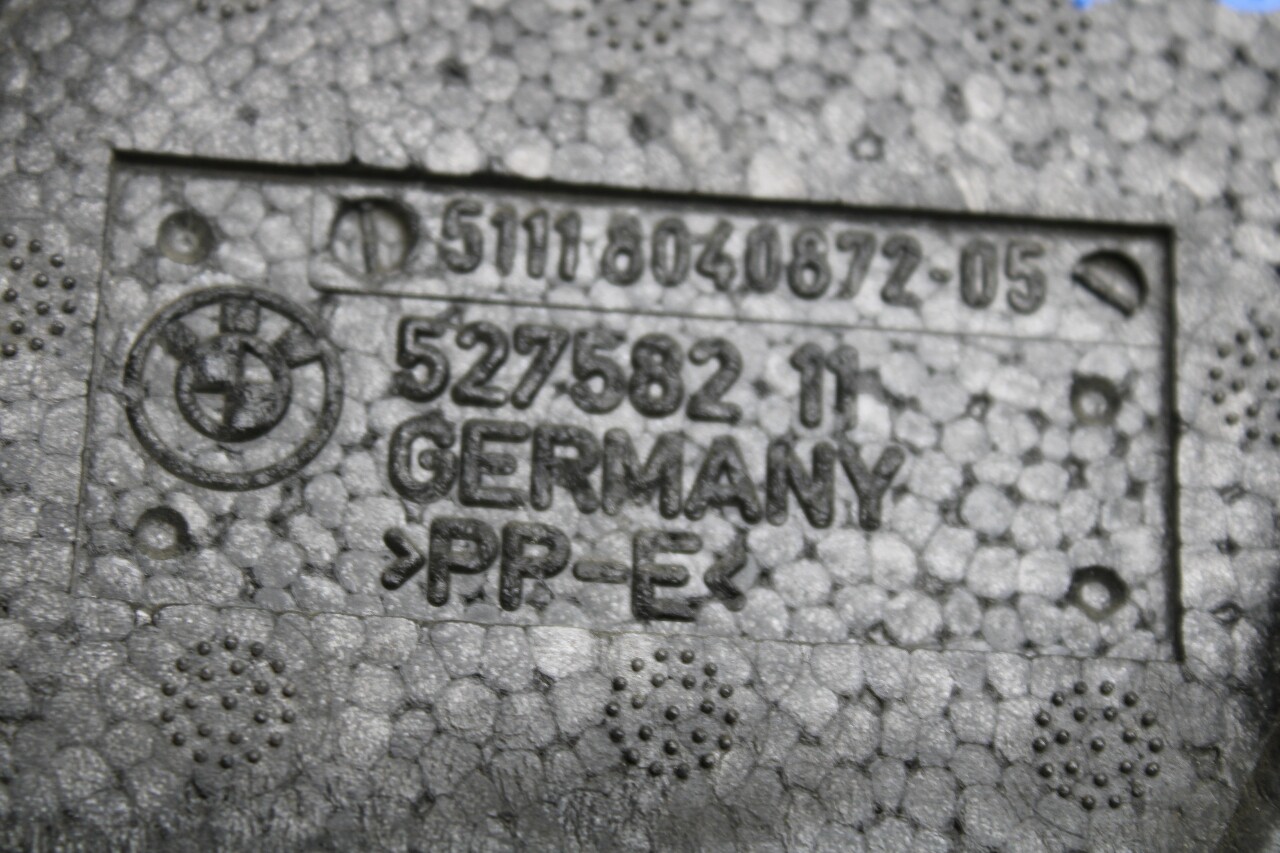 5111 8040872-05
527582 11
GERMANY
>PP-E<